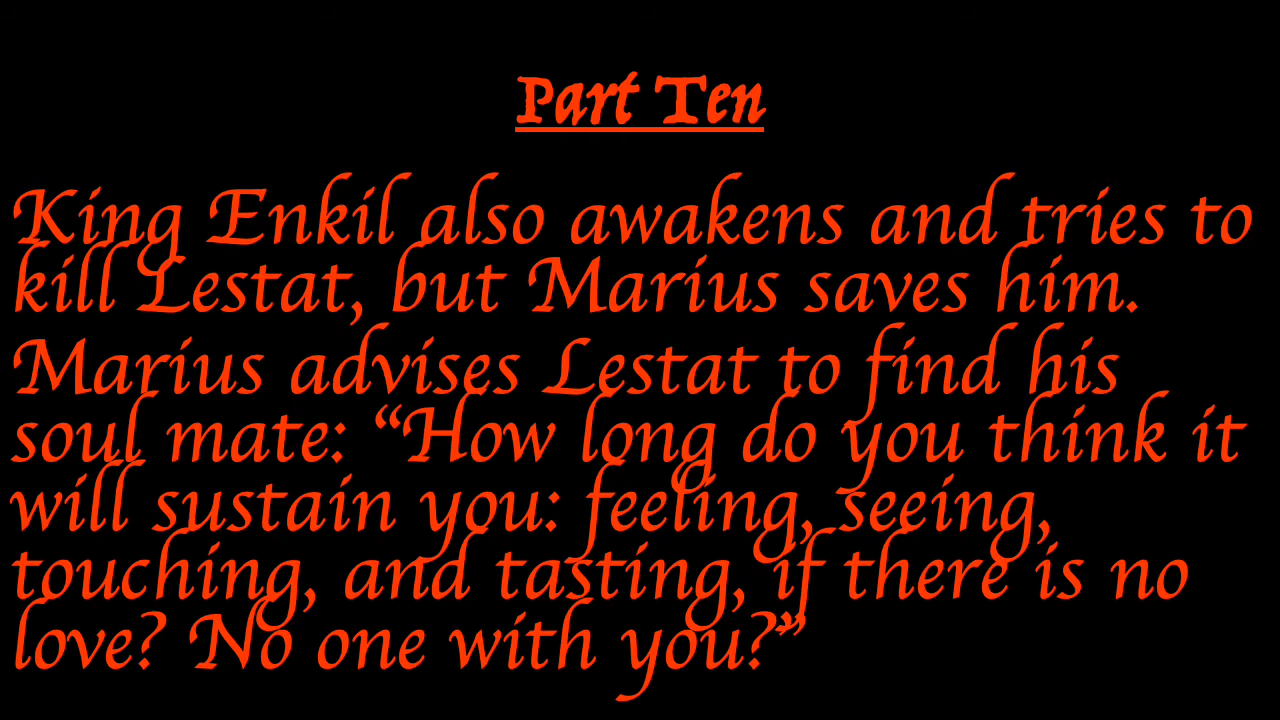 Part Ten
King Enkil also awakens and tries to
kill Lestat, but Marius saves him.
Marius advises Lestat to find his
soul mate: “How long do you think it
will sustain you: feeling, seeing,
touching, and tasting, if there is no
love? No one with you?”